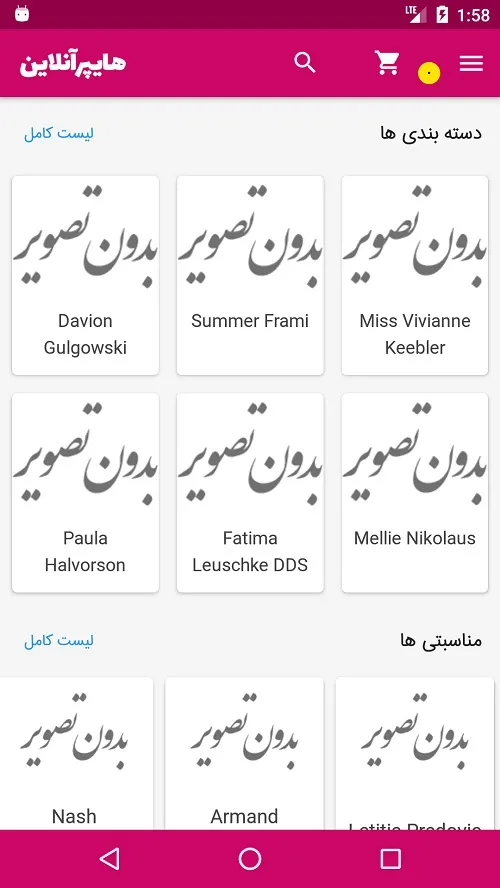 LTE 1:58
هایپرآنلاین
۰
دسته بندی ها
لیست کامل
بدون تصویر
بدون تصویر
بدون تصویر
Davion
Gulgowski
Summer Frami
Miss Vivianne
Keebler
بدون تصویر
بدون تصویر
بدون تصویر
Paula
Halvorson
Fatima
Leuschke DDS
Mellie Nikolaus
مناسبتی ها
لیست کامل
بدون تصویر
بدون تصویر
بدون تصویر
Nash
Armand
Letitia Predovic